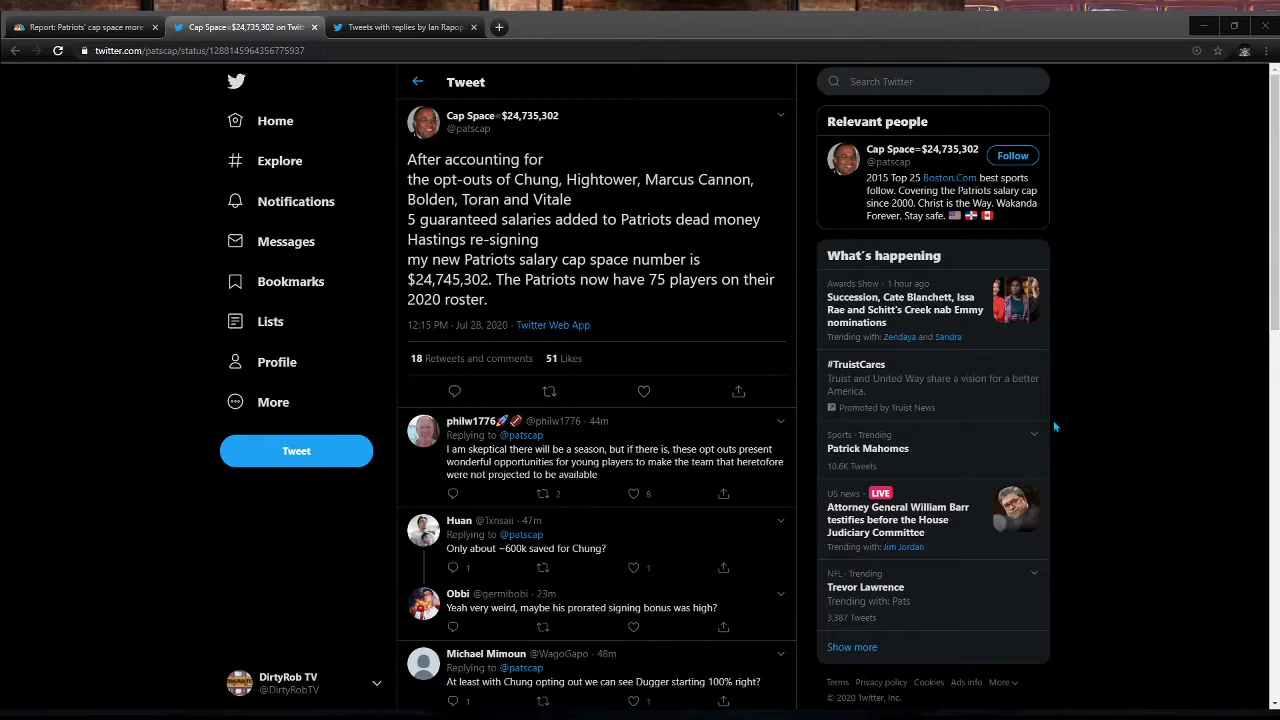 Report: Patriots' cap space more
Cap Space=$24,735,302 on Twitt
Tweets with replies by Ian Rapop
twitter.com/patscap/status/1288145964356775937
Home
Explore
Notifications
Messages
Bookmarks
Lists
Profile
More
Tweet
DirtyRob TV
@DirtyRobTV
Tweet
Cap Space=$24,735,302
@patscap
After accounting for
the opt-outs of Chung, Hightower, Marcus Cannon,
Bolden, Toran and Vitale
5 guaranteed salaries added to Patriots dead money
Hastings re-signing
my new Patriots salary cap space number is
$24,745,302. The Patriots now have 75 players on their
2020 roster.
12:15 PM · Jul 28, 2020 · Twitter Web App
18 Retweets and comments 51 Likes
philw1776🚀🏈 @philw1776 · 44m
Replying to @patscap
I am skeptical there will be a season, but if there is, these opt outs present
wonderful opportunities for young players to make the team that heretofore
were not projected to be available
2 8
Huan @Txnsaii · 47m
Replying to @patscap
Only about ~600k saved for Chung?
1 1
Obbi @germibobi · 23m
Yeah very weird, maybe his prorated signing bonus was high?
Michael Mimoun @WagoGapo · 48m
Replying to @patscap
At least with Chung opting out we can see Dugger starting 100% right?
1 1
Search Twitter
Relevant people
Cap Space=$24,735,302
@patscap
Follow
2015 Top 25 Boston.Com best sports
follow. Covering the Patriots salary cap
since 2000. Christ is the Way. Wakanda
Forever. Stay safe. 🇺🇸 🇩🇴 🇨🇦
What's happening
Awards Show · 1 hour ago
Succession, Cate Blanchett, Issa
Rae and Schitt's Creek nab Emmy
nominations
Trending with: Zendaya and Sandra
#TruistCares
Truist and United Way share a vision for a better
America.
Promoted by Truist News
Sports · Trending
Patrick Mahomes
10.6K Tweets
US news · LIVE
Attorney General William Barr
testifies before the House
Judiciary Committee
Trending with: Jim Jordan
NFL · Trending
Trevor Lawrence
Trending with: Pats
3,387 Tweets
Show more
Terms Privacy policy Cookies Ads info More
© 2020 Twitter, Inc.